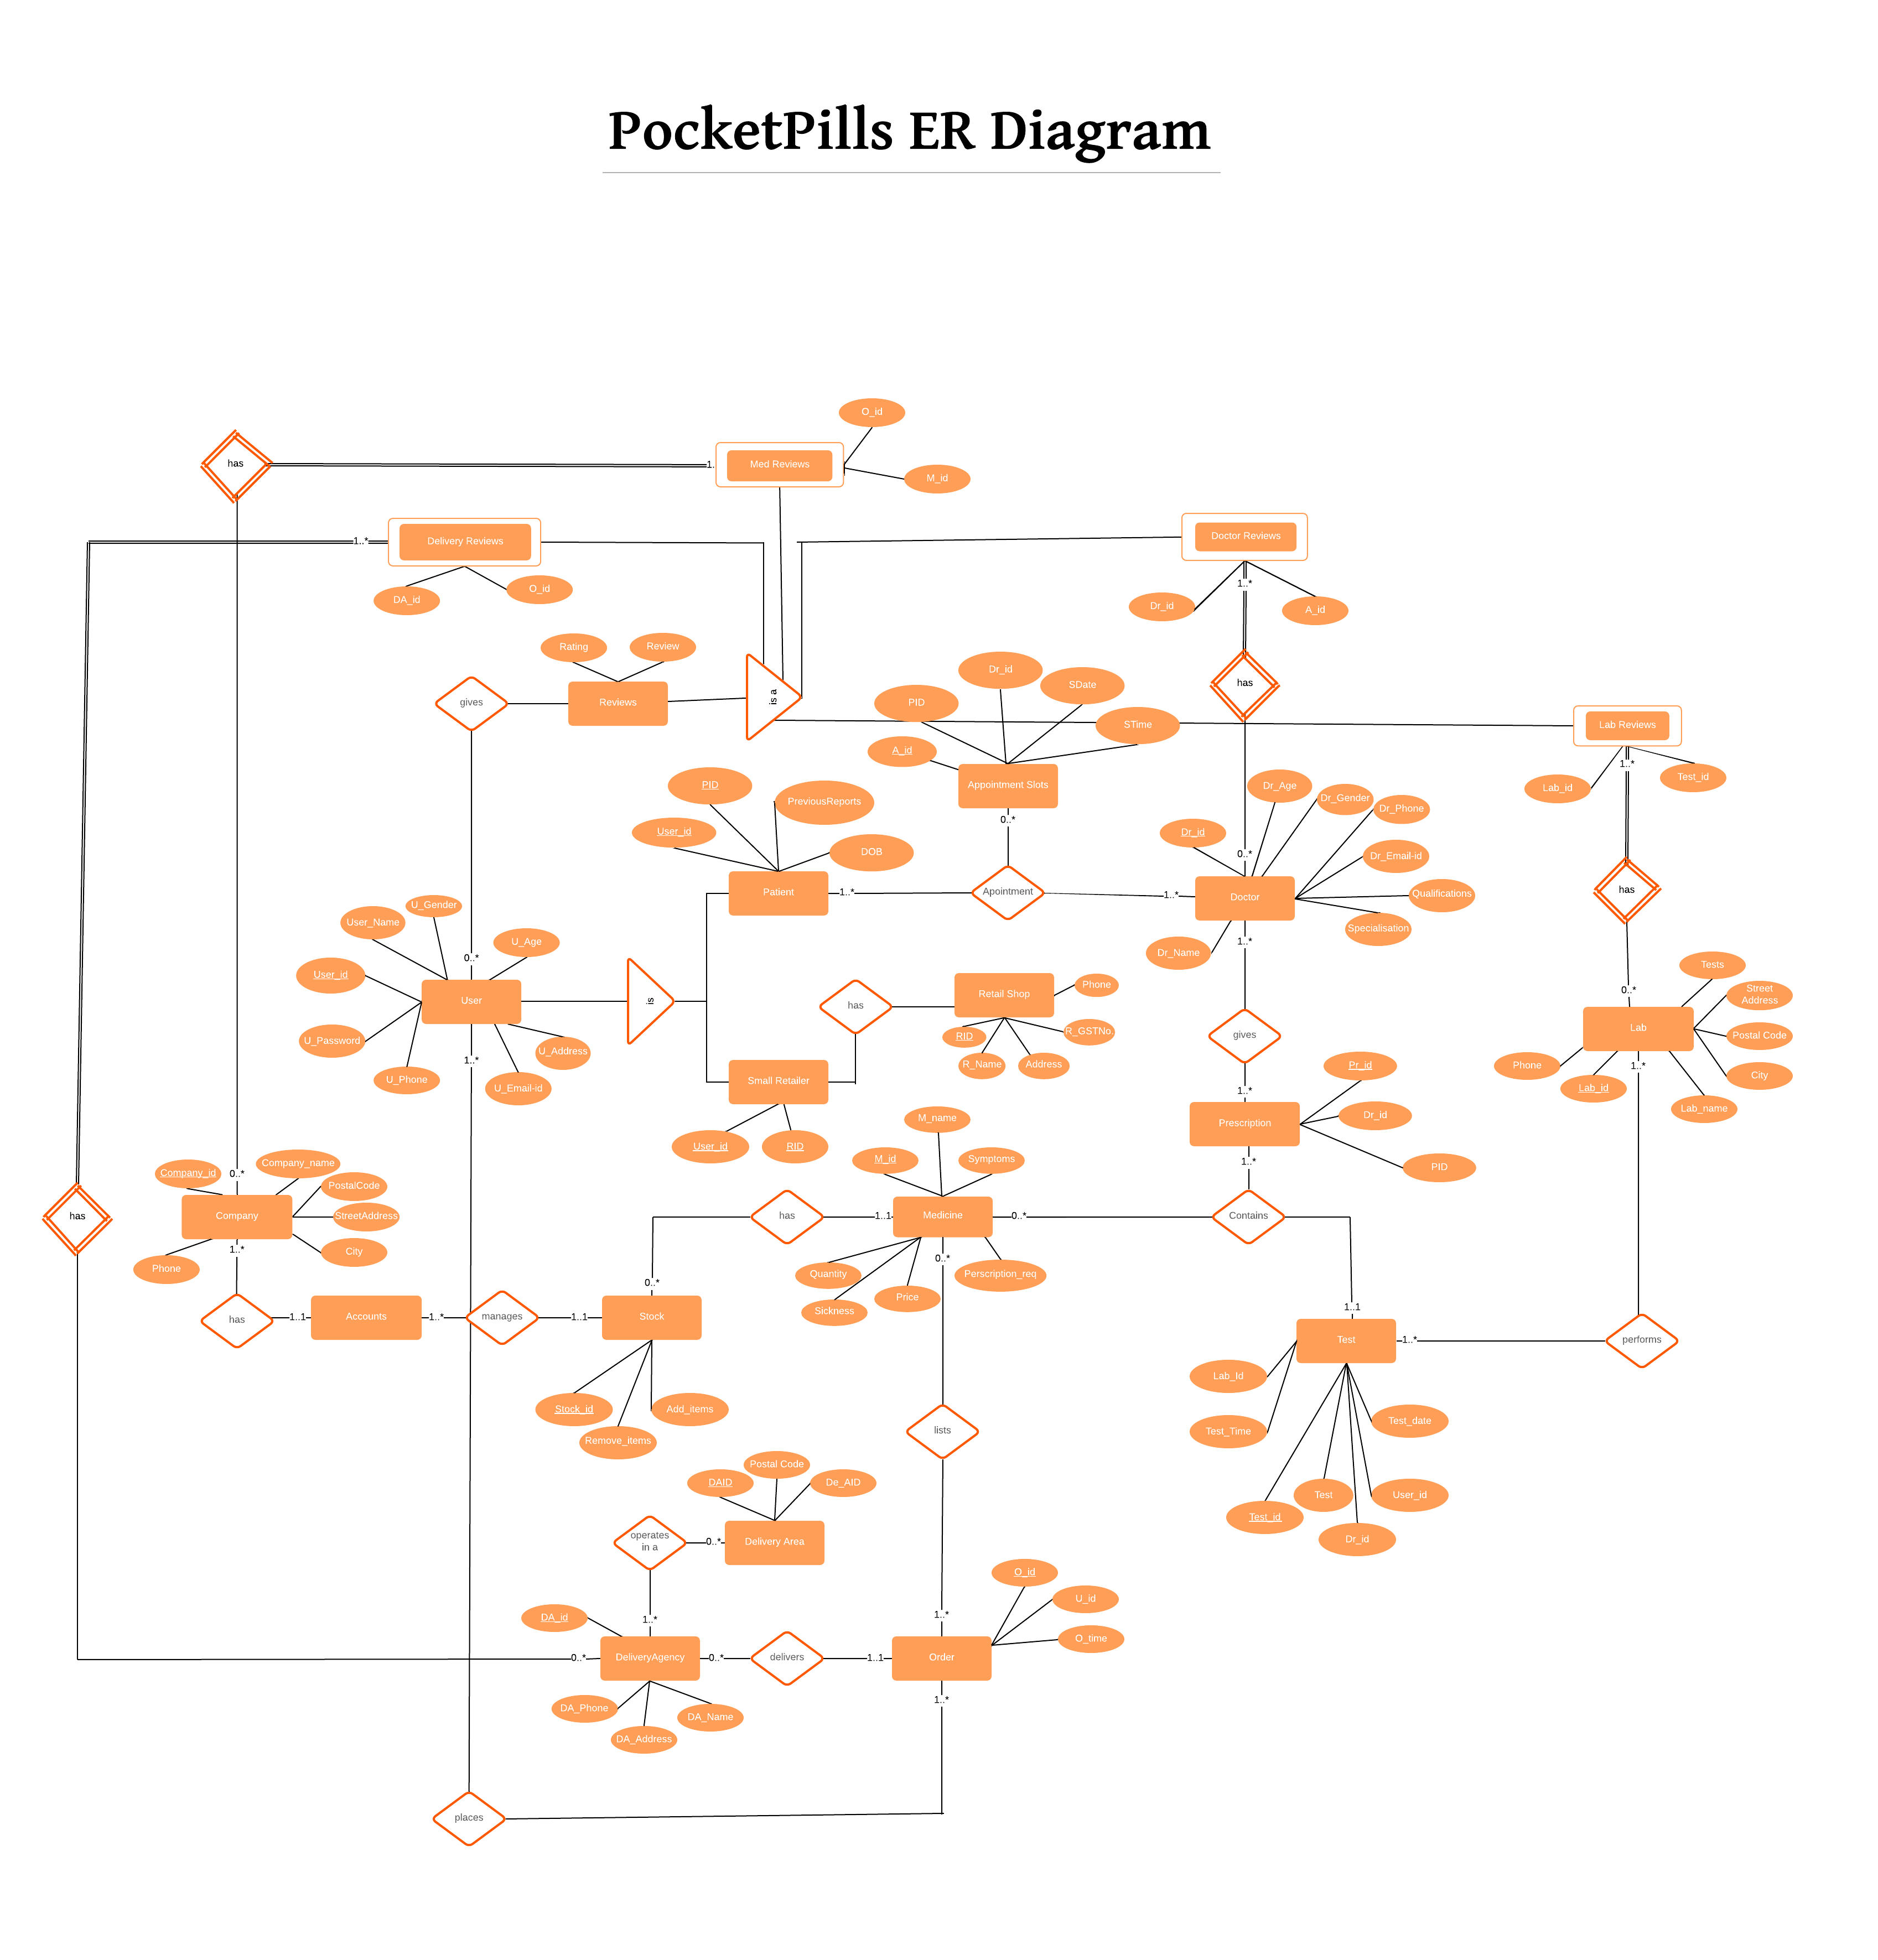 PocketPills ER Diagram
O_id
has
1.
Med Reviews
M_id
Doctor Reviews
1..*
Delivery Reviews
1..*
O_id
DA_id
Dr_id
A_id
Rating
Review
Dr_id
SDate
has
gives
Reviews
is a
PID
STime
Lab Reviews
A_id
1..*
PID
PreviousReports
Appointment Slots
Dr_Age
Test_id
Lab_id
Dr_Gender
Dr_Phone
0..*
User_id
Dr_id
DOB
0..*
Dr_Email-id
Patient
1..*
Apointment
1..*
Doctor
Qualifications
has
U_Gender
User_Name
Specialisation
U_Age
1..*
Dr_Name
0..*
Tests
User_id
Phone
Street
Address
0..*
User
is
has
Retail Shop
Lab
R_GSTNo.
RID
gives
Postal Code
U_Password
U_Address
1..*
R_Name
Address
Pr_id
Phone
1..*
City
U_Phone
U_Email-id
Small Retailer
1..*
Lab_id
Lab_name
M_name
Dr_id
Prescription
User_id
RID
M_id
Symptoms
1..*
PID
Company_name
Company_id
0..*
PostalCode
has
Company
StreetAddress
has
1..1
Medicine
0..*
Contains
1..*
City
0..*
Phone
Quantity
Perscription_req
0..*
Price
Sickness
1..1
has
1..1
Accounts
1..*
manages
1..1
Stock
Test
1..*
performs
Lab_Id
Stock_id
Add_items
Test_date
Remove_items
lists
Test_Time
Postal Code
DAID
De_AID
Test
User_id
Test_id
operates
in a
0..*
Delivery Area
Dr_id
O_id
U_id
DA_id
1..*
1..*
O_time
0..*
DeliveryAgency
0..*
delivers
1..1
Order
1..*
DA_Phone
DA_Name
DA_Address
places